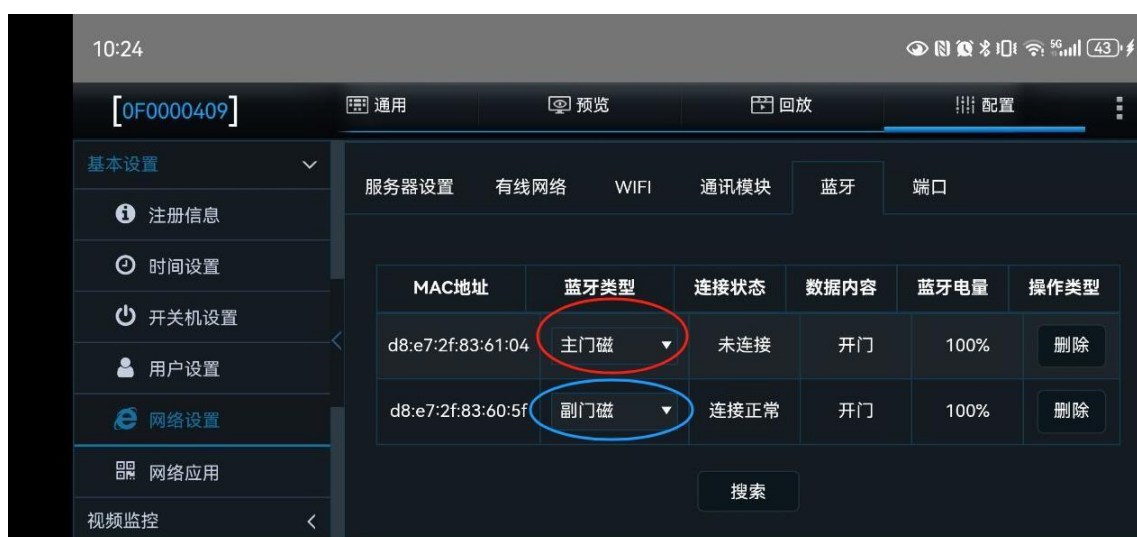 10:24
5G 43
[0F0000409]
通用 预览 回放 配置
基本设置
注册信息
时间设置
开关机设置
用户设置
网络设置
网络应用
视频监控
服务器设置 有线网络 WIFI 通讯模块 蓝牙 端口
MAC地址 蓝牙类型 连接状态 数据内容 蓝牙电量 操作类型
d8:e7:2f:83:61:04 主门磁 未连接 开门 100% 删除
d8:e7:2f:83:60:5f 副门磁 连接正常 开门 100% 删除
搜索